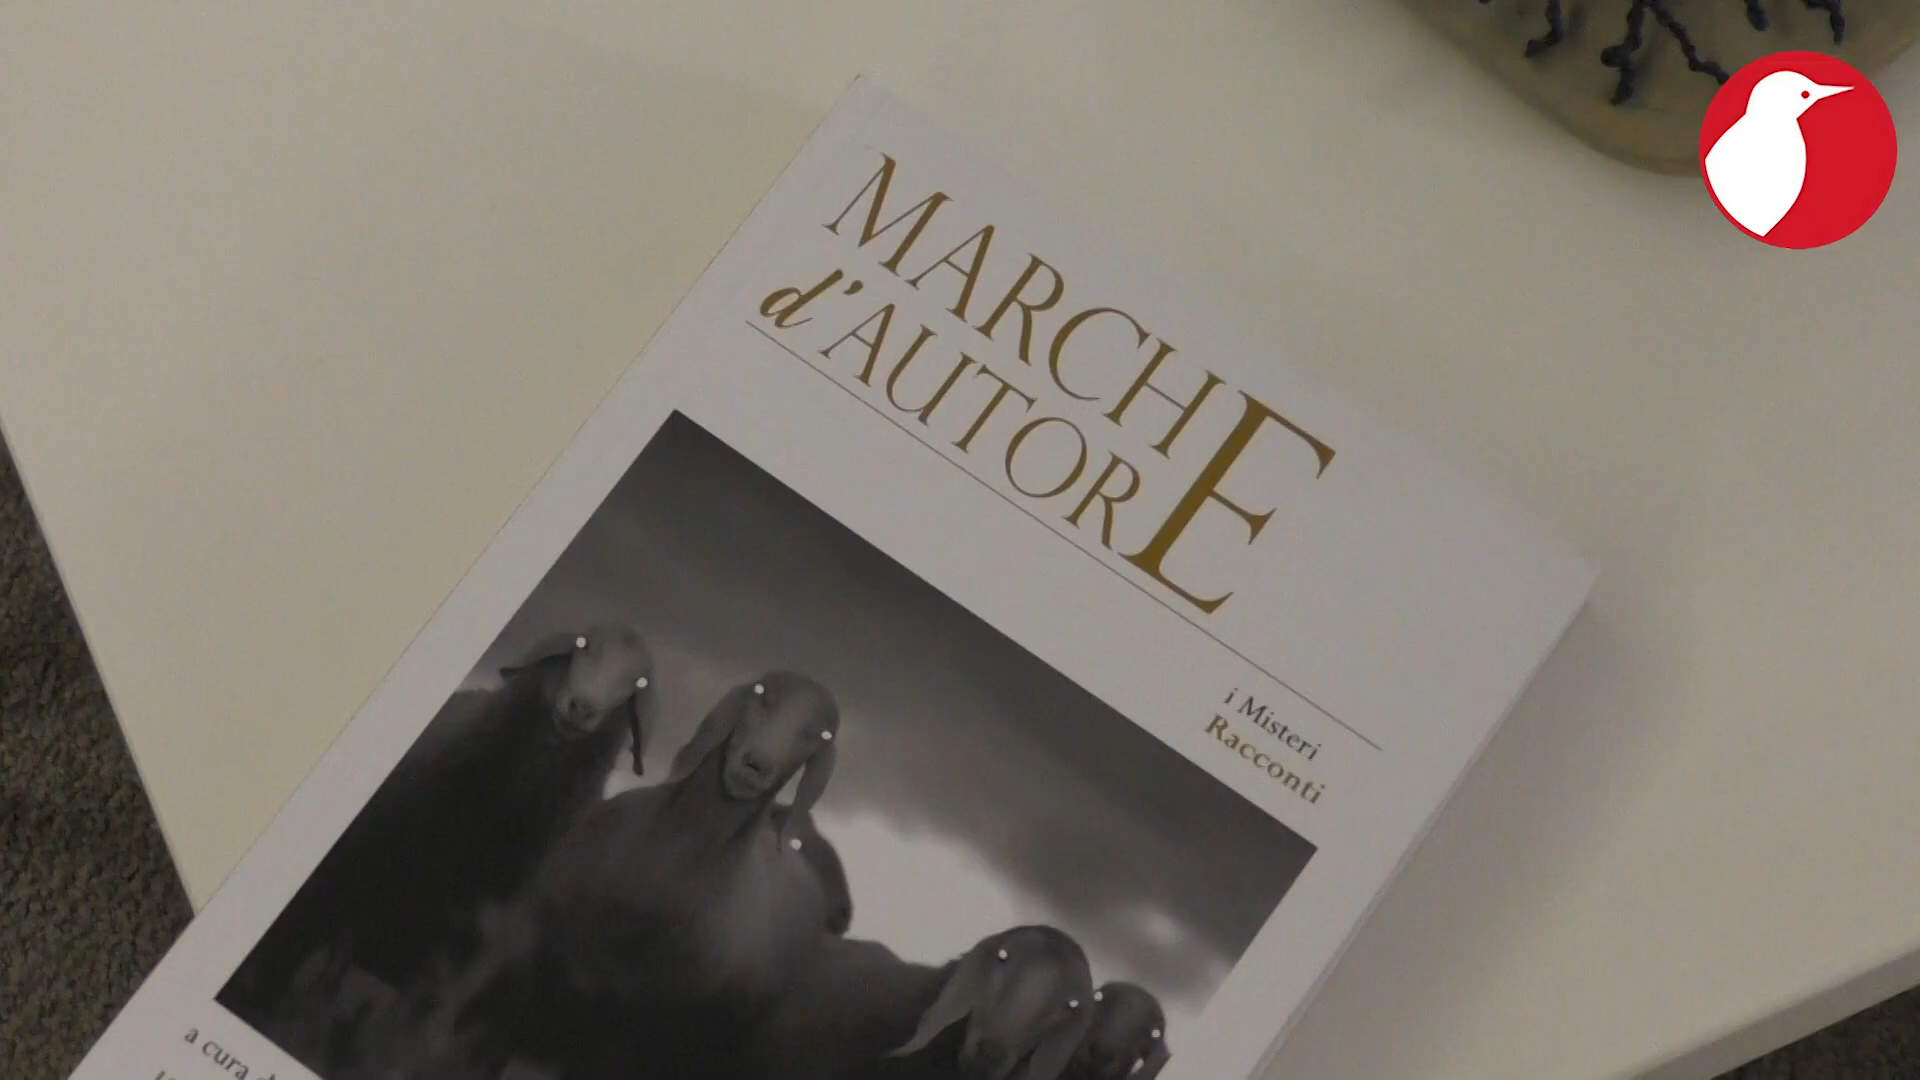 MARCHE
d'AUTORE
i Misteri
Racconti
a cura